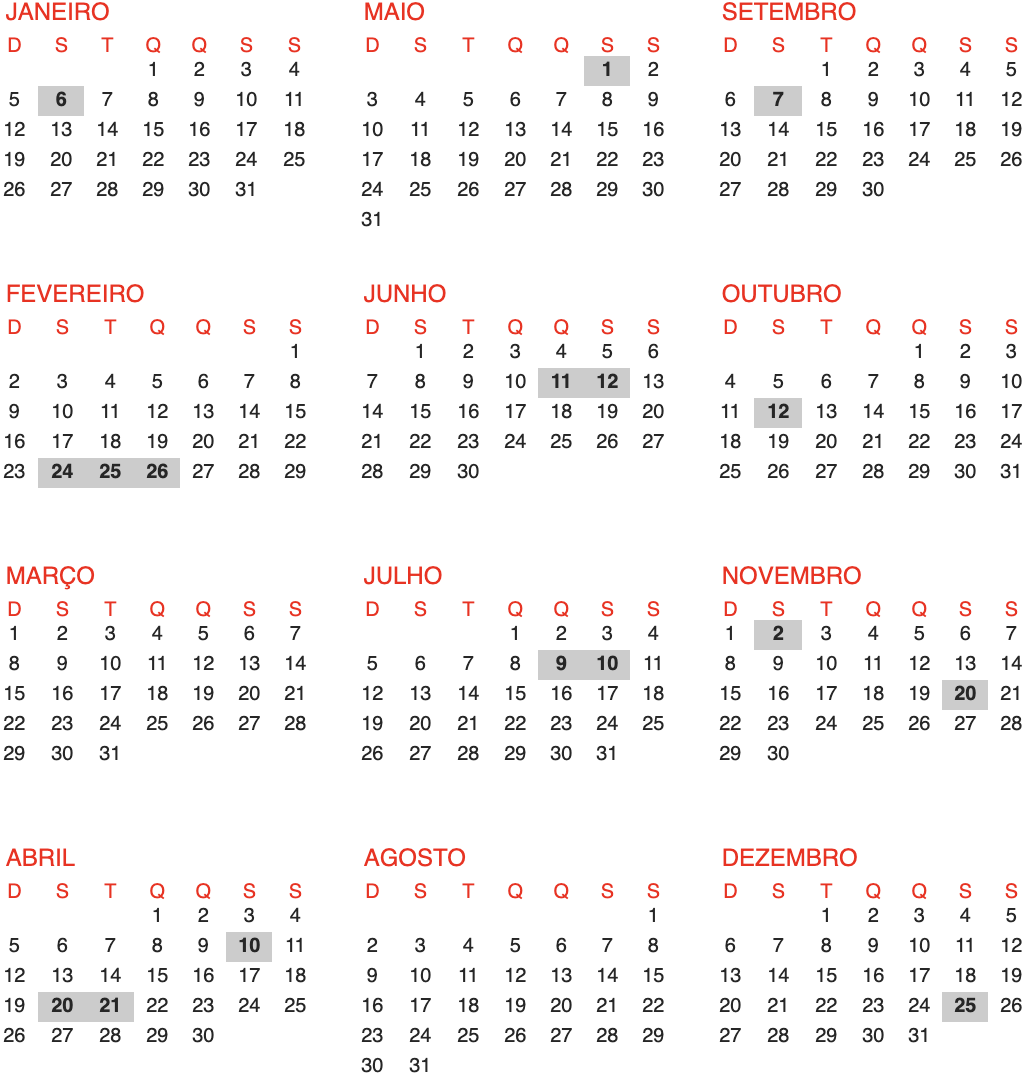 JANEIRO
D S T Q Q S S
1 2 3 4
5 6 7 8 9 10 11
12 13 14 15 16 17 18
19 20 21 22 23 24 25
26 27 28 29 30 31
FEVEREIRO
D S T Q Q S S
1
2 3 4 5 6 7 8
9 10 11 12 13 14 15
16 17 18 19 20 21 22
23 24 25 26 27 28 29
MARÇO
D S T Q Q S S
1 2 3 4 5 6 7
8 9 10 11 12 13 14
15 16 17 18 19 20 21
22 23 24 25 26 27 28
29 30 31
ABRIL
D S T Q Q S S
1 2 3 4
5 6 7 8 9 10 11
12 13 14 15 16 17 18
19 20 21 22 23 24 25
26 27 28 29 30
MAIO
D S T Q Q S S
1 2
3 4 5 6 7 8 9
10 11 12 13 14 15 16
17 18 19 20 21 22 23
24 25 26 27 28 29 30
31
JUNHO
D S T Q Q S S
1 2 3 4 5 6
7 8 9 10 11 12 13
14 15 16 17 18 19 20
21 22 23 24 25 26 27
28 29 30
JULHO
D S T Q Q S S
1 2 3 4
5 6 7 8 9 10 11
12 13 14 15 16 17 18
19 20 21 22 23 24 25
26 27 28 29 30 31
AGOSTO
D S T Q Q S S
1
2 3 4 5 6 7 8
9 10 11 12 13 14 15
16 17 18 19 20 21 22
23 24 25 26 27 28 29
30 31
SETEMBRO
D S T Q Q S S
1 2 3 4 5
6 7 8 9 10 11 12
13 14 15 16 17 18 19
20 21 22 23 24 25 26
27 28 29 30
OUTUBRO
D S T Q Q S S
1 2 3
4 5 6 7 8 9 10
11 12 13 14 15 16 17
18 19 20 21 22 23 24
25 26 27 28 29 30 31
NOVEMBRO
D S T Q Q S S
1 2 3 4 5 6 7
8 9 10 11 12 13 14
15 16 17 18 19 20 21
22 23 24 25 26 27 28
29 30
DEZEMBRO
D S T Q Q S S
1 2 3 4 5
6 7 8 9 10 11 12
13 14 15 16 17 18 19
20 21 22 23 24 25 26
27 28 29 30 31